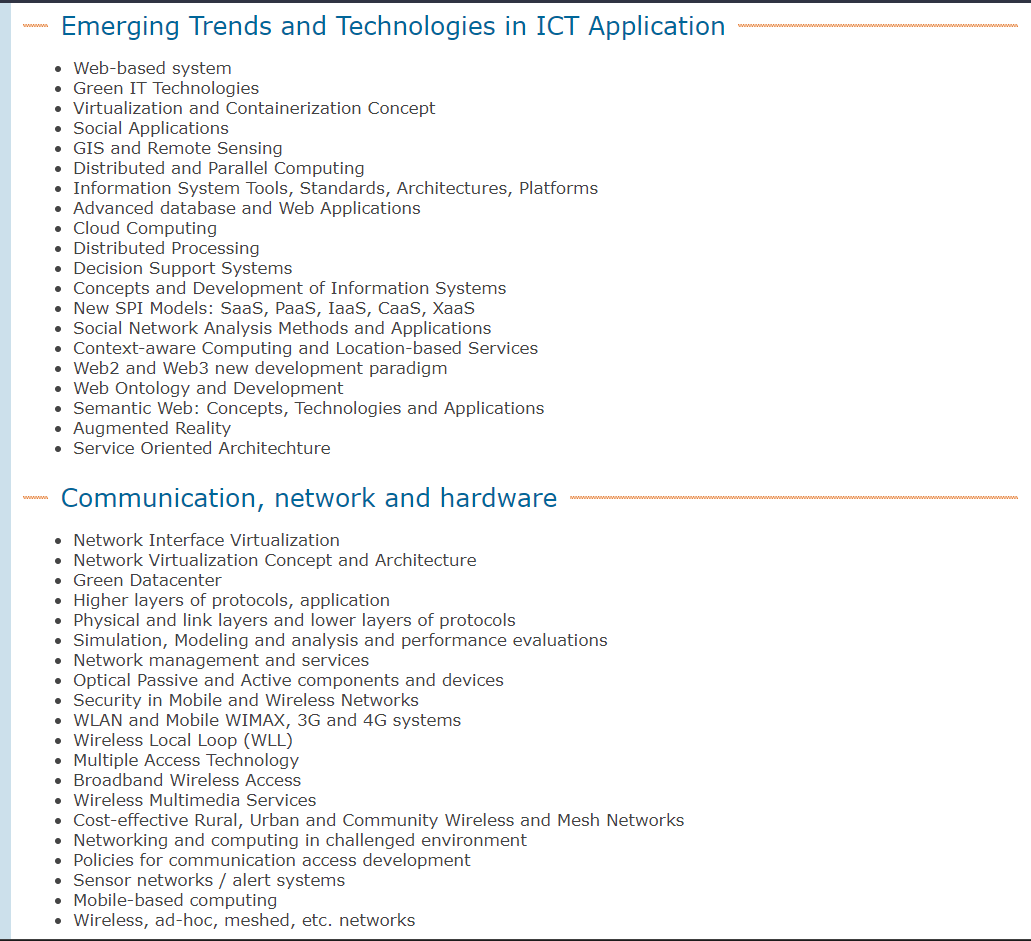 Emerging Trends and Technologies in ICT Application
Web-based system
Green IT Technologies
Virtualization and Containerization Concept
Social Applications
GIS and Remote Sensing
Distributed and Parallel Computing
Information System Tools, Standards, Architectures, Platforms
Advanced database and Web Applications
Cloud Computing
Distributed Processing
Decision Support Systems
Concepts and Development of Information Systems
New SPI Models: SaaS, PaaS, IaaS, CaaS, XaaS
Social Network Analysis Methods and Applications
Context-aware Computing and Location-based Services
Web2 and Web3 new development paradigm
Web Ontology and Development
Semantic Web: Concepts, Technologies and Applications
Augmented Reality
Service Oriented Architechture
Communication, network and hardware
Network Interface Virtualization
Network Virtualization Concept and Architecture
Green Datacenter
Higher layers of protocols, application
Physical and link layers and lower layers of protocols
Simulation, Modeling and analysis and performance evaluations
Network management and services
Optical Passive and Active components and devices
Security in Mobile and Wireless Networks
WLAN and Mobile WIMAX, 3G and 4G systems
Wireless Local Loop (WLL)
Multiple Access Technology
Broadband Wireless Access
Wireless Multimedia Services
Cost-effective Rural, Urban and Community Wireless and Mesh Networks
Networking and computing in challenged environment
Policies for communication access development
Sensor networks / alert systems
Mobile-based computing
Wireless, ad-hoc, meshed, etc. networks